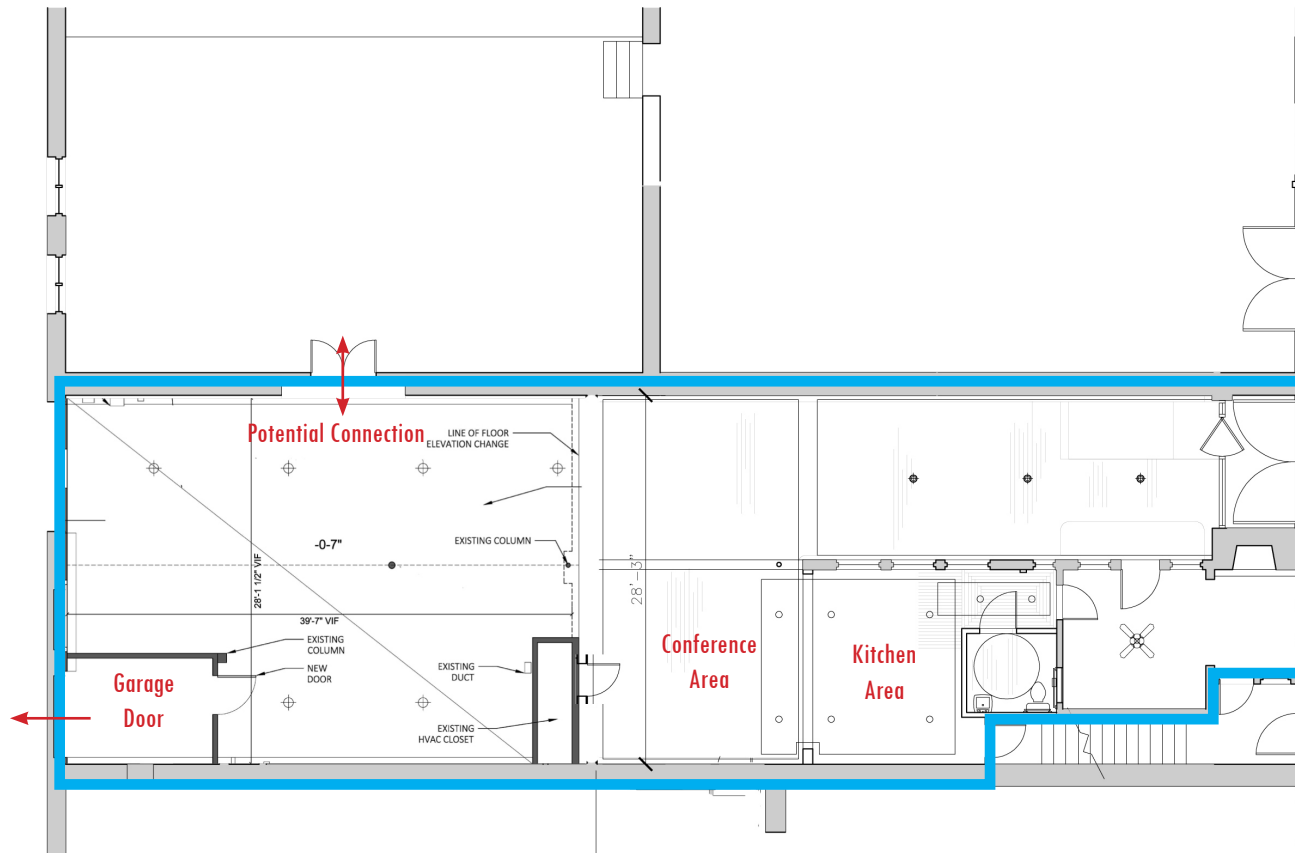 Potential Connection
LINE OF FLOOR
ELEVATION CHANGE
EXISTING COLUMN
-0-7"
28'-1 1/2" VIF
39'-7" VIF
28'-3"
EXISTING
COLUMN
NEW
DOOR
Garage
Door
EXISTING
DUCT
EXISTING
HVAC CLOSET
Conference
Area
Kitchen
Area